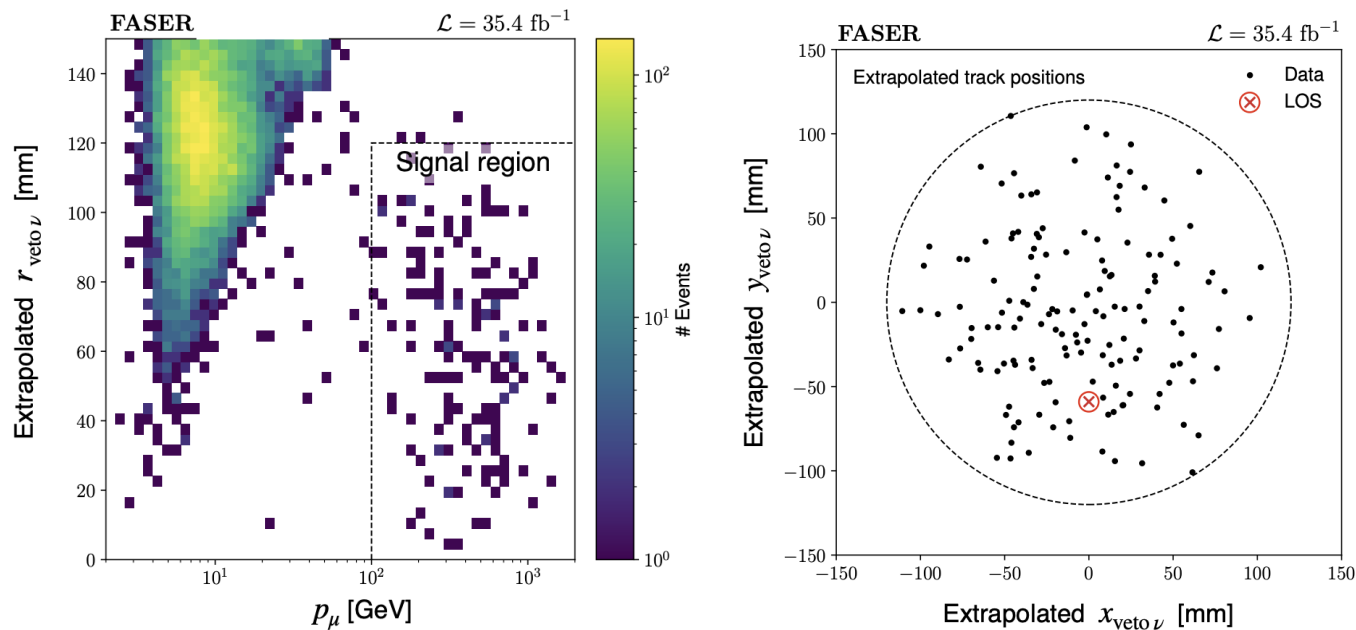 FASER
ℒ = 35.4 fb⁻¹
Extrapolated r_veto ν [mm]
140
120
100
80
60
40
20
0
Signal region
10¹
10²
10³
p_μ [GeV]
10²
10¹
10⁰
# Events
FASER
ℒ = 35.4 fb⁻¹
Extrapolated y_veto ν [mm]
150
100
50
0
−50
−100
−150
Extrapolated track positions
Data
LOS
−150
−100
−50
0
50
100
150
Extrapolated x_veto ν [mm]